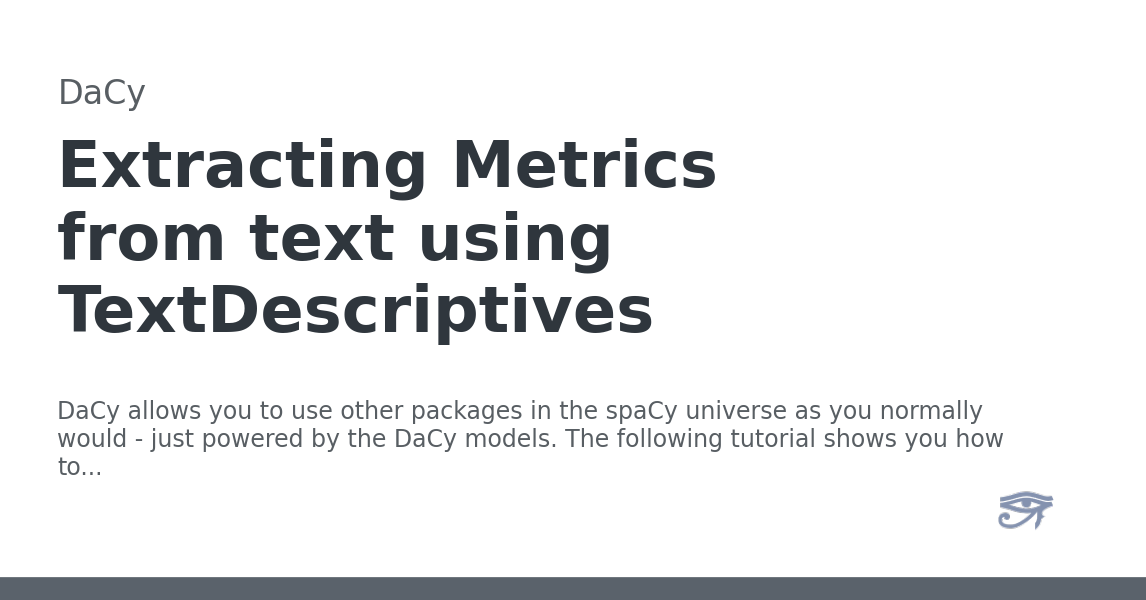 DaCy
Extracting Metrics
from text using
TextDescriptives
DaCy allows you to use other packages in the spaCy universe as you normally
would - just powered by the DaCy models. The following tutorial shows you how
to...